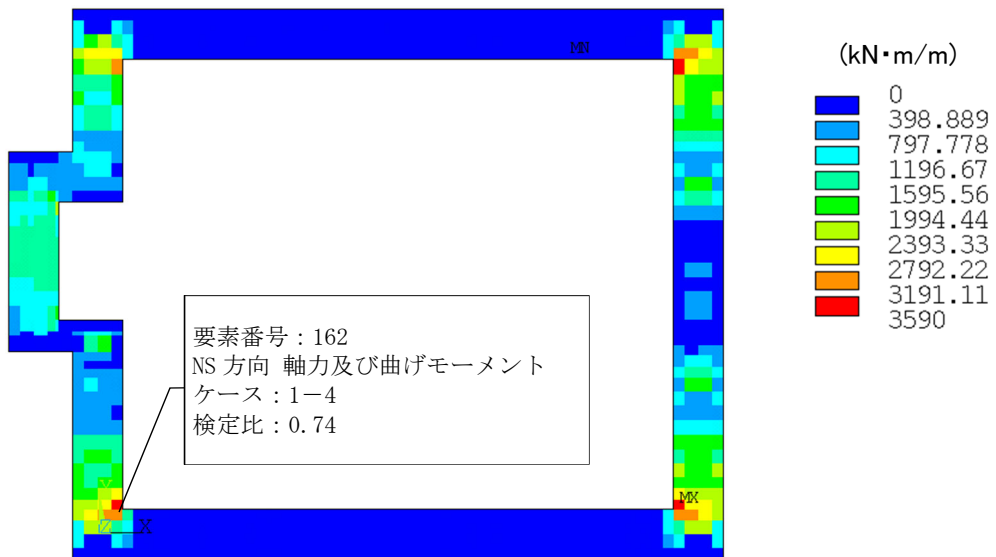 MN
(kN・m/m)
0
398.889
797.778
1196.67
1595.56
1994.44
2393.33
2792.22
3191.11
3590
要素番号：162
NS 方向 軸力及び曲げモーメント
ケース：1－4
検定比：0.74
Y
MX
Z X